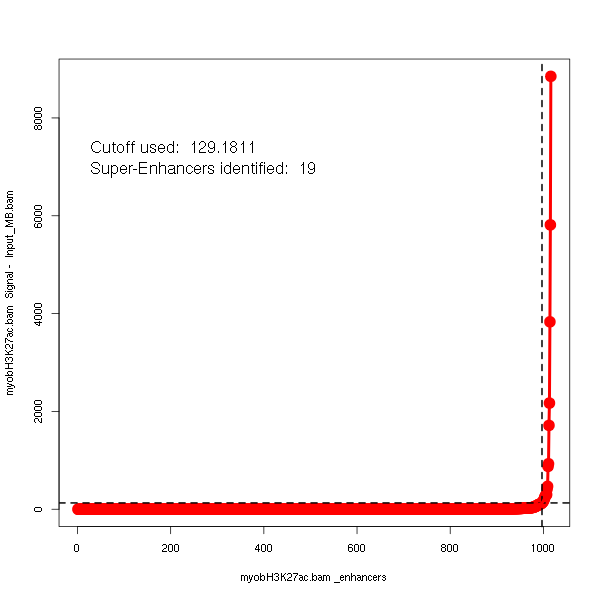 Cutoff used: 129.1811
Super-Enhancers identified: 19
myobH3K27ac.bam Signal - Input_MB.bam
8000
6000
4000
2000
0
0 200 400 600 800 1000
myobH3K27ac.bam _enhancers